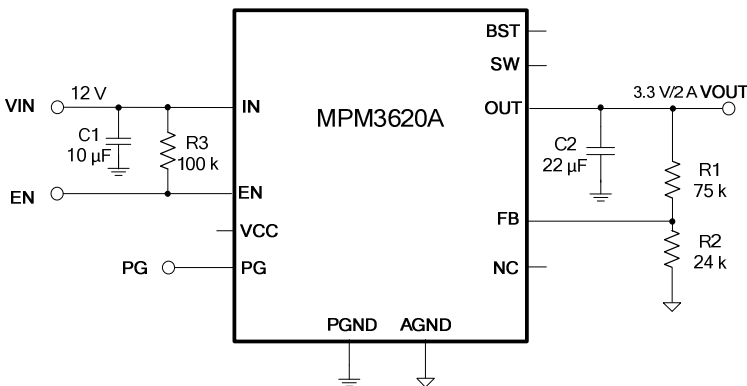 BST
SW
VIN
12 V
IN
MPM3620A
OUT
3.3 V/2 A VOUT
C1
10 µF
R3
100 k
C2
22 µF
R1
75 k
EN
EN
FB
VCC
R2
24 k
PG
PG
NC
PGND
AGND